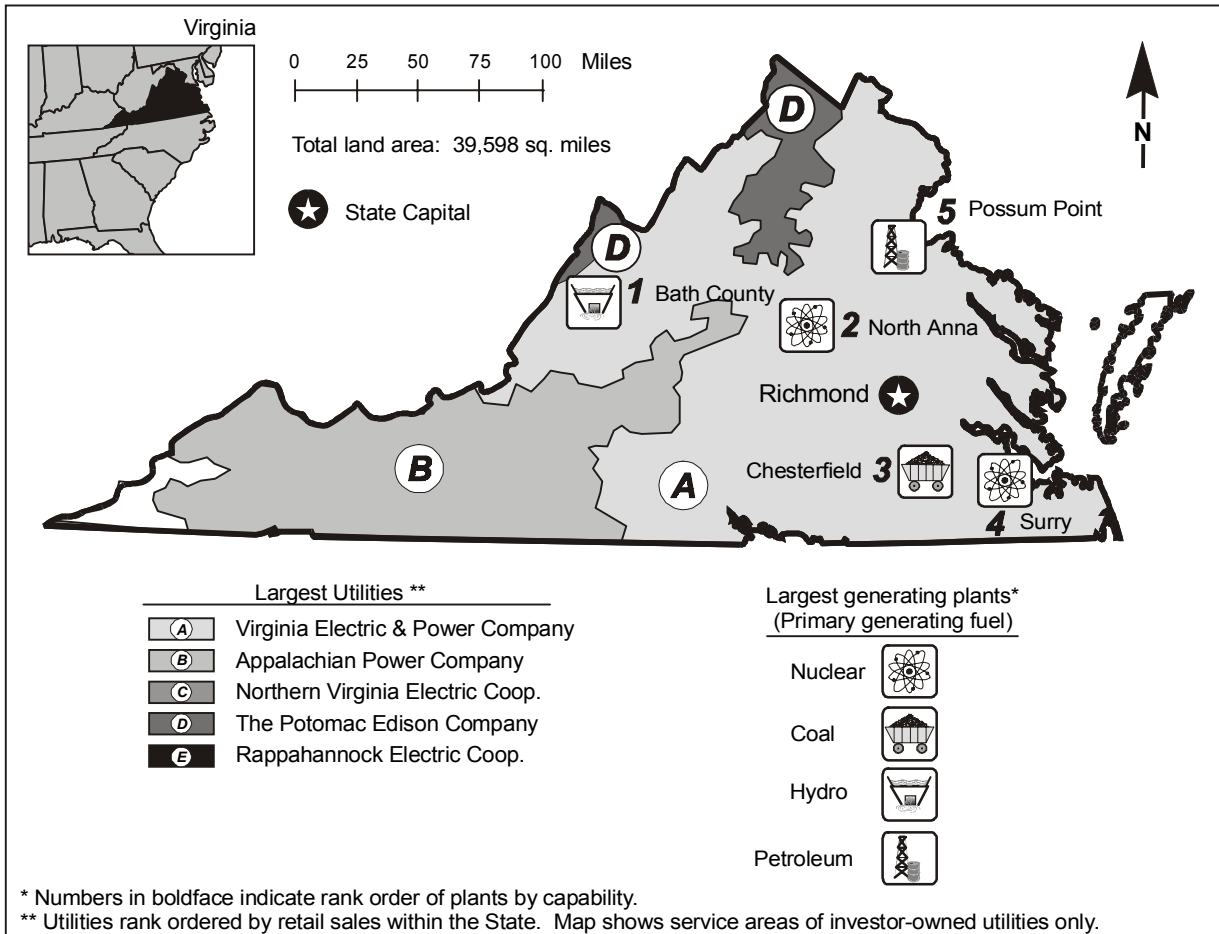 Virginia
0 25 50 75 100 Miles
Total land area: 39,598 sq. miles
State Capital
N
D
D
5 Possum Point
1 Bath County
2 North Anna
Richmond
B
A
Chesterfield 3
4 Surry
Largest Utilities **
A Virginia Electric & Power Company
B Appalachian Power Company
C Northern Virginia Electric Coop.
D The Potomac Edison Company
E Rappahannock Electric Coop.
Largest generating plants*
(Primary generating fuel)
Nuclear
Coal
Hydro
Petroleum
* Numbers in boldface indicate rank order of plants by capability.
** Utilities rank ordered by retail sales within the State. Map shows service areas of investor-owned utilities only.